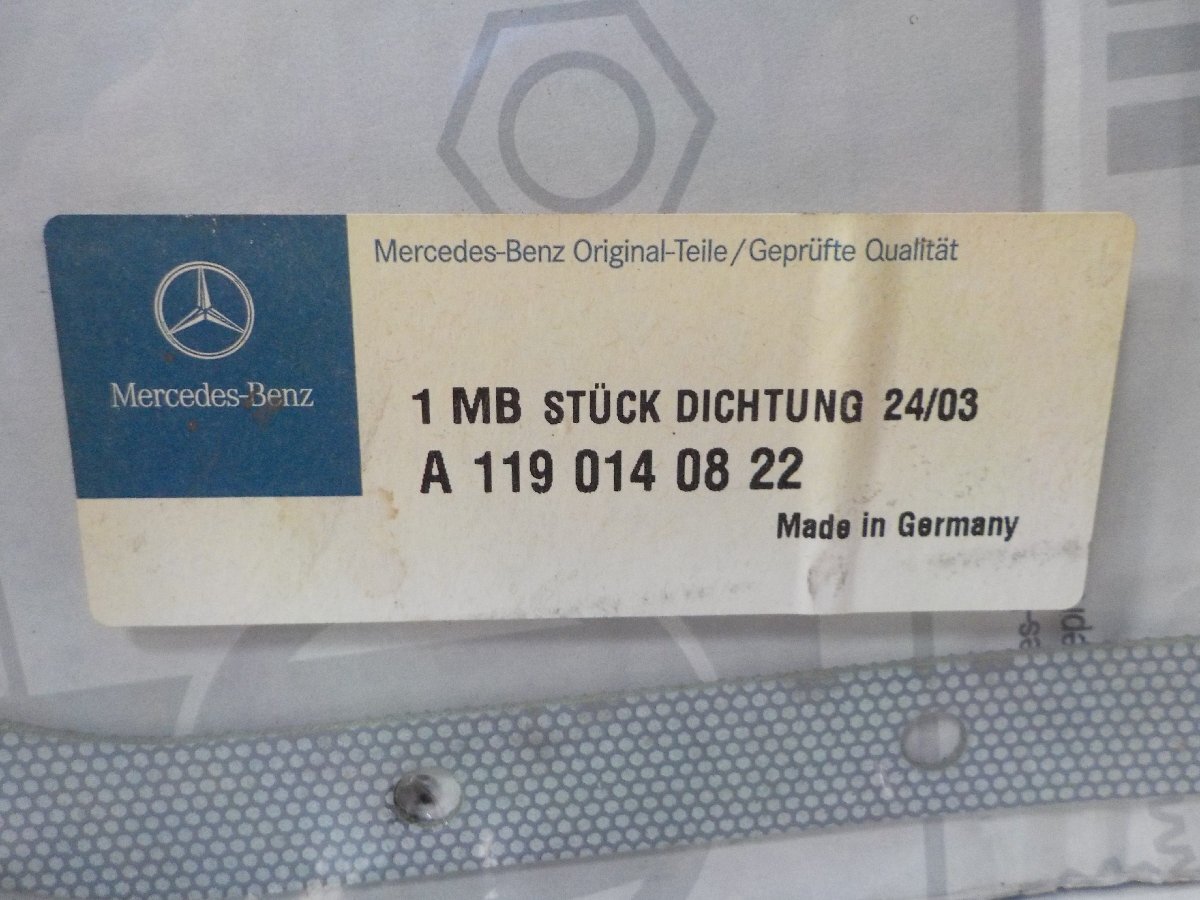 Mercedes-Benz Original-Teile/Geprüfte Qualität
Mercedes-Benz
1 MB STÜCK DICHTUNG 24/03
A 119 014 08 22
Made in Germany